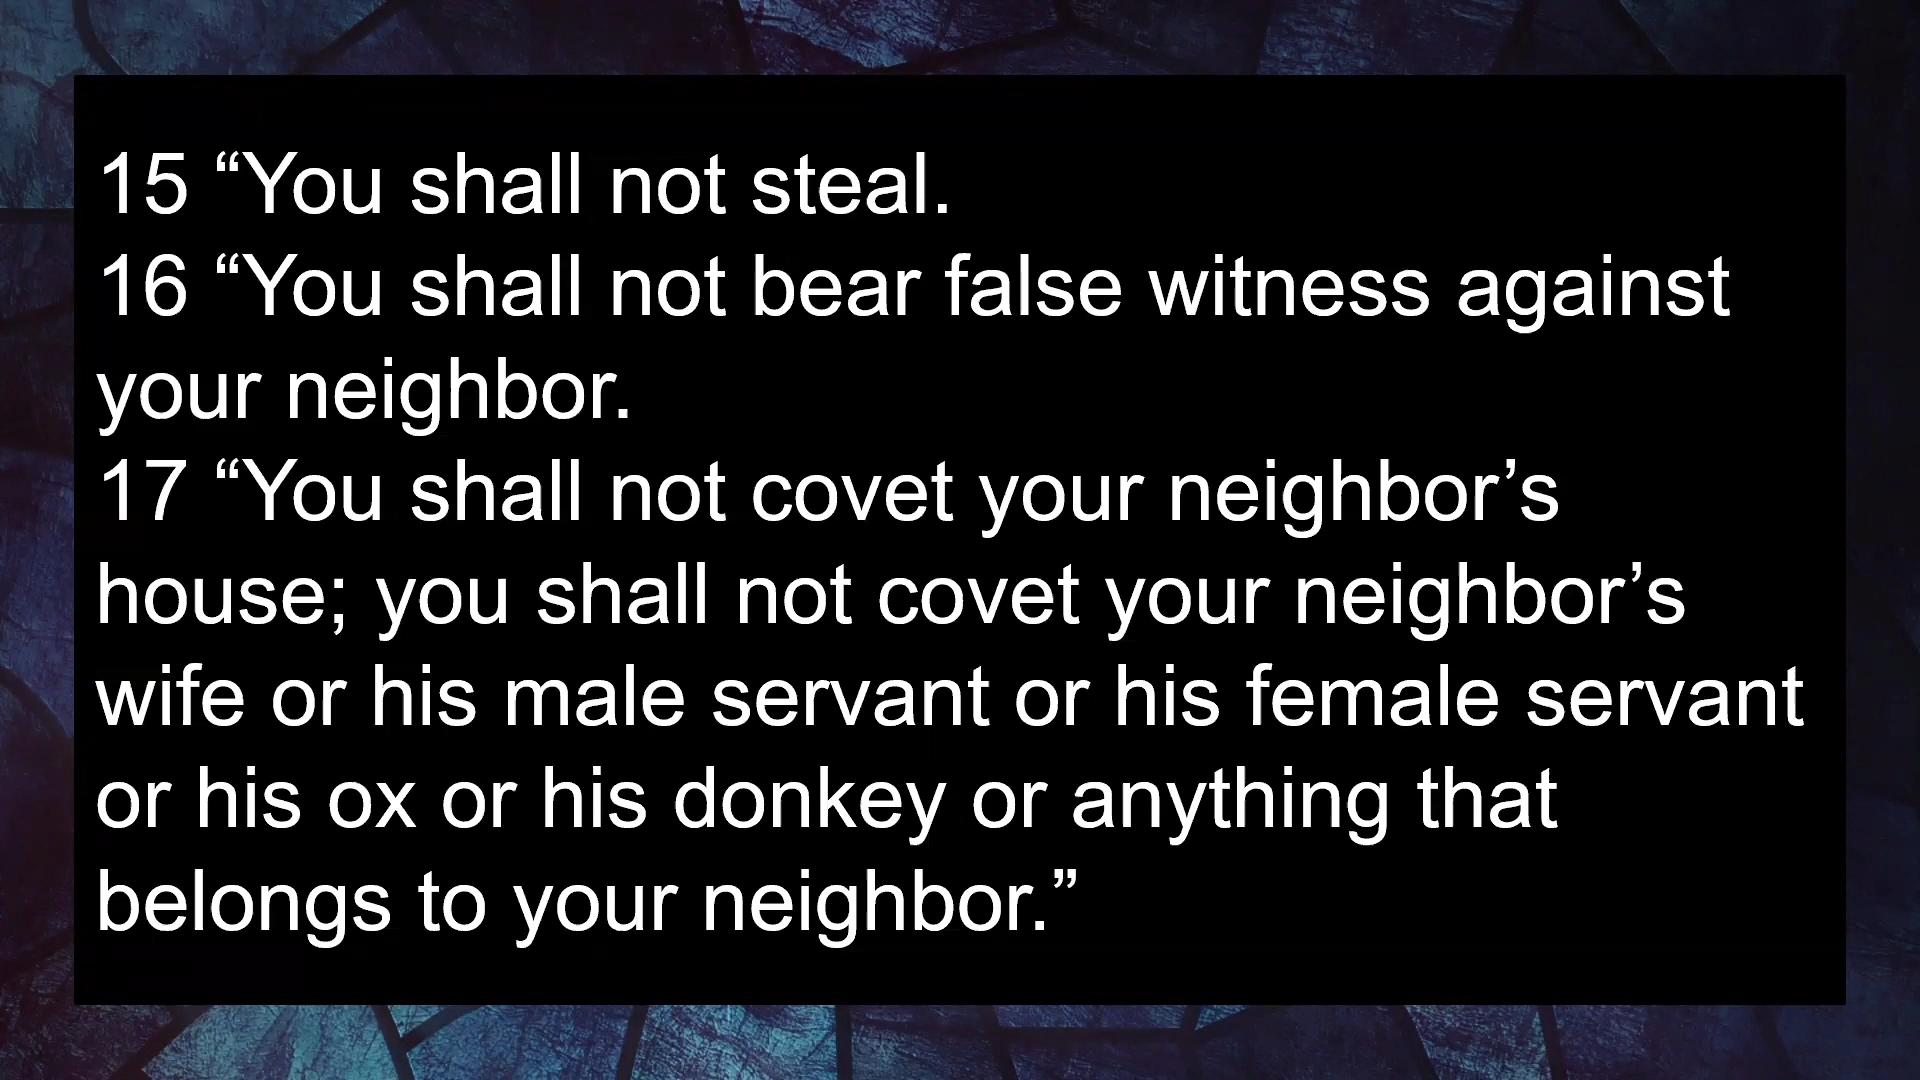 15 “You shall not steal.
16 “You shall not bear false witness against
your neighbor.
17 “You shall not covet your neighbor’s
house; you shall not covet your neighbor’s
wife or his male servant or his female servant
or his ox or his donkey or anything that
belongs to your neighbor.”